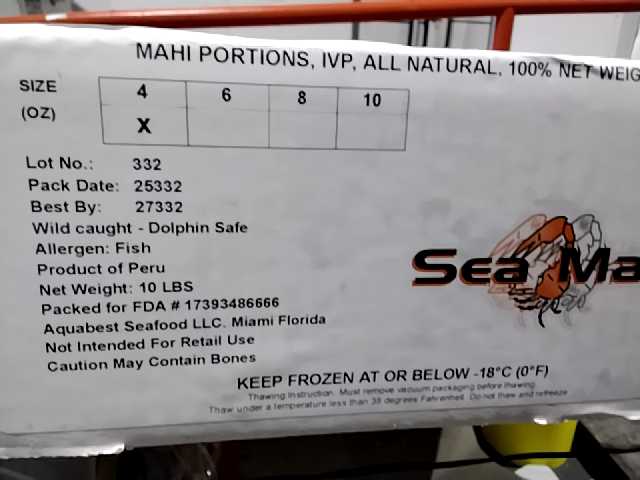 MAHI PORTIONS, IVP, ALL NATURAL, 100% NET WEIG
SIZE (OZ) 4 6 8 10
X
Lot No.: 332
Pack Date: 25332
Best By: 27332
Wild caught - Dolphin Safe
Allergen: Fish
Product of Peru
Net Weight: 10 LBS
Packed for FDA # 17393486666
Aquabest Seafood LLC. Miami Florida
Not Intended For Retail Use
Caution May Contain Bones
Sea Ma
KEEP FROZEN AT OR BELOW -18°C (0°F)
Thawing Instruction: Must remove vacuum packaging before thawing.
Thaw under a temperature less than 38 degrees Fahrenheit. Do not thaw and refreeze